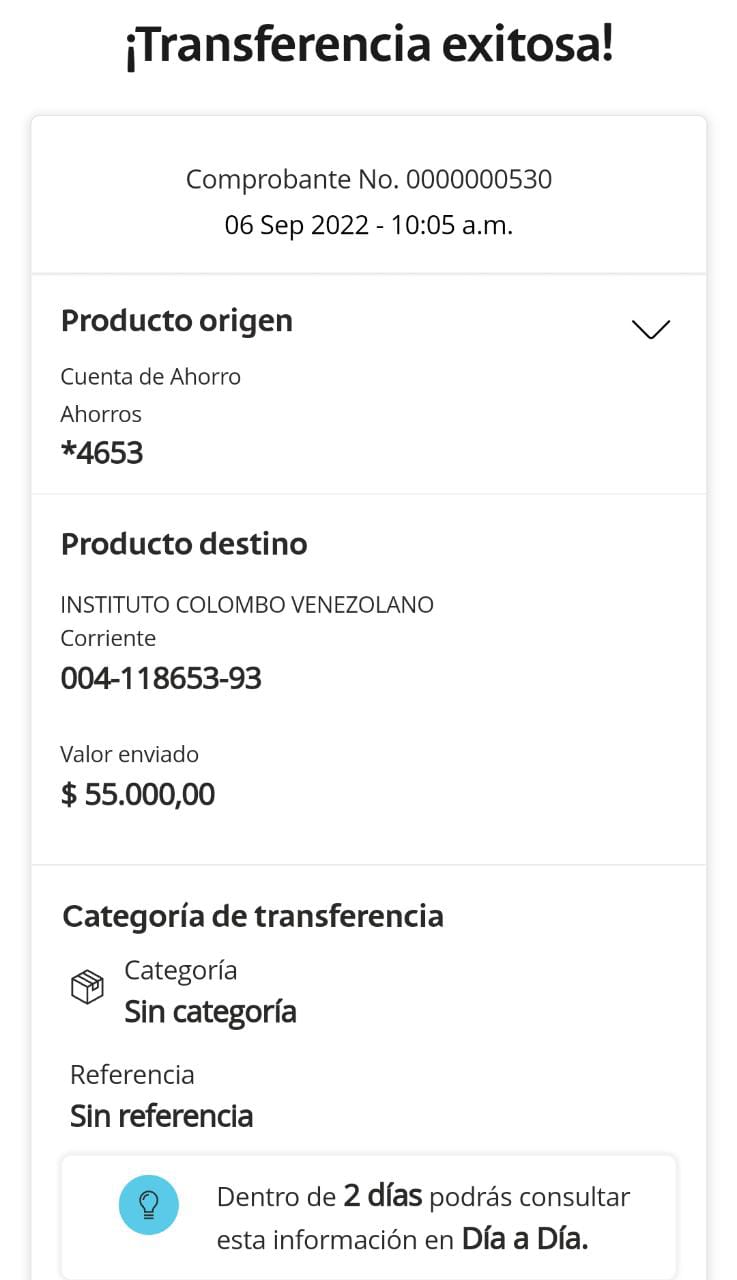 ¡Transferencia exitosa!
Comprobante No. 0000000530
06 Sep 2022 - 10:05 a.m.
Producto origen
Cuenta de Ahorro
Ahorros
*4653
Producto destino
INSTITUTO COLOMBO VENEZOLANO
Corriente
004-118653-93
Valor enviado
$ 55.000,00
Categoría de transferencia
Categoría
Sin categoría
Referencia
Sin referencia
Dentro de 2 días podrás consultar
esta información en Día a Día.